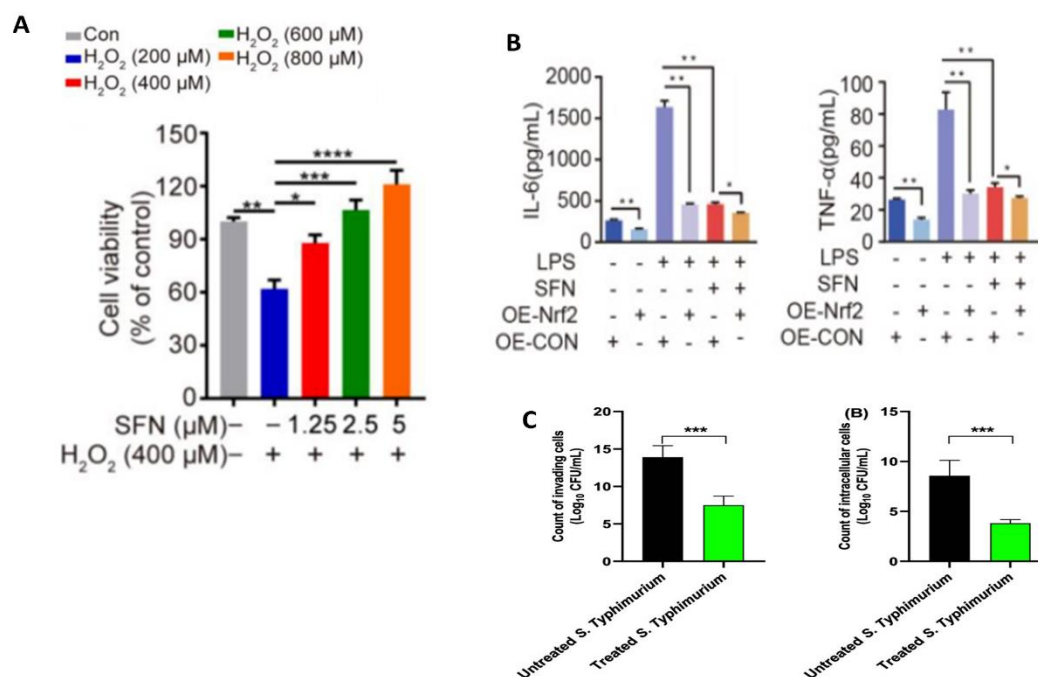 A
Con
H₂O₂ (200 μM)
H₂O₂ (400 μM)
H₂O₂ (600 μM)
H₂O₂ (800 μM)
Cell viability
(% of control)
150
120
90
60
30
0
**
*
***
****
SFN (μM) – – 1.25 2.5 5
H₂O₂ (400 μM) – + + + +
B
IL-6(pg/mL)
2000
1500
1000
500
0
**
**
**
*
LPS - - + + + +
SFN - - - - + +
OE-Nrf2 - + - + - +
OE-CON + - + - + -
TNF-α(pg/mL)
100
80
60
40
20
0
**
**
**
*
LPS - - + + + +
SFN - - - - + +
OE-Nrf2 - + - + - +
OE-CON + - + - + -
C
Count of invading cells
(Log₁₀ CFU/mL)
20
15
10
5
0
***
Untreated S. Typhimurium
Treated S. Typhimurium
(B)
Count of intracellular cells
(Log₁₀ CFU/mL)
15
10
5
0
***
Untreated S. Typhimurium
Treated S. Typhimurium